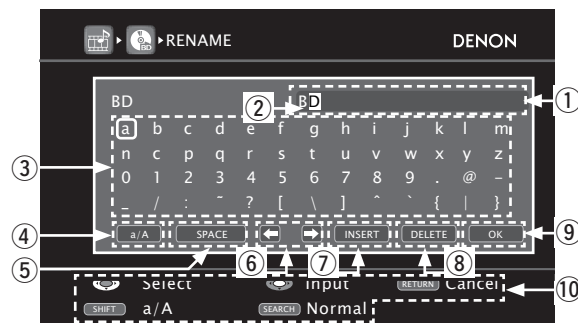 BD RENAME DENON
BD BD
a b c d e f g h i j k l m
n c p q r s t u v w x y z
0 1 2 3 4 5 6 7 8 9 . @ –
_ / : ~ ? [ \ ] ^ ` { | }
a/A SPACE INSERT DELETE OK
Select Input RETURN Cancel
SHIFT a/A SEARCH Normal
① ② ③ ④ ⑤ ⑥ ⑦ ⑧ ⑨ ⑩